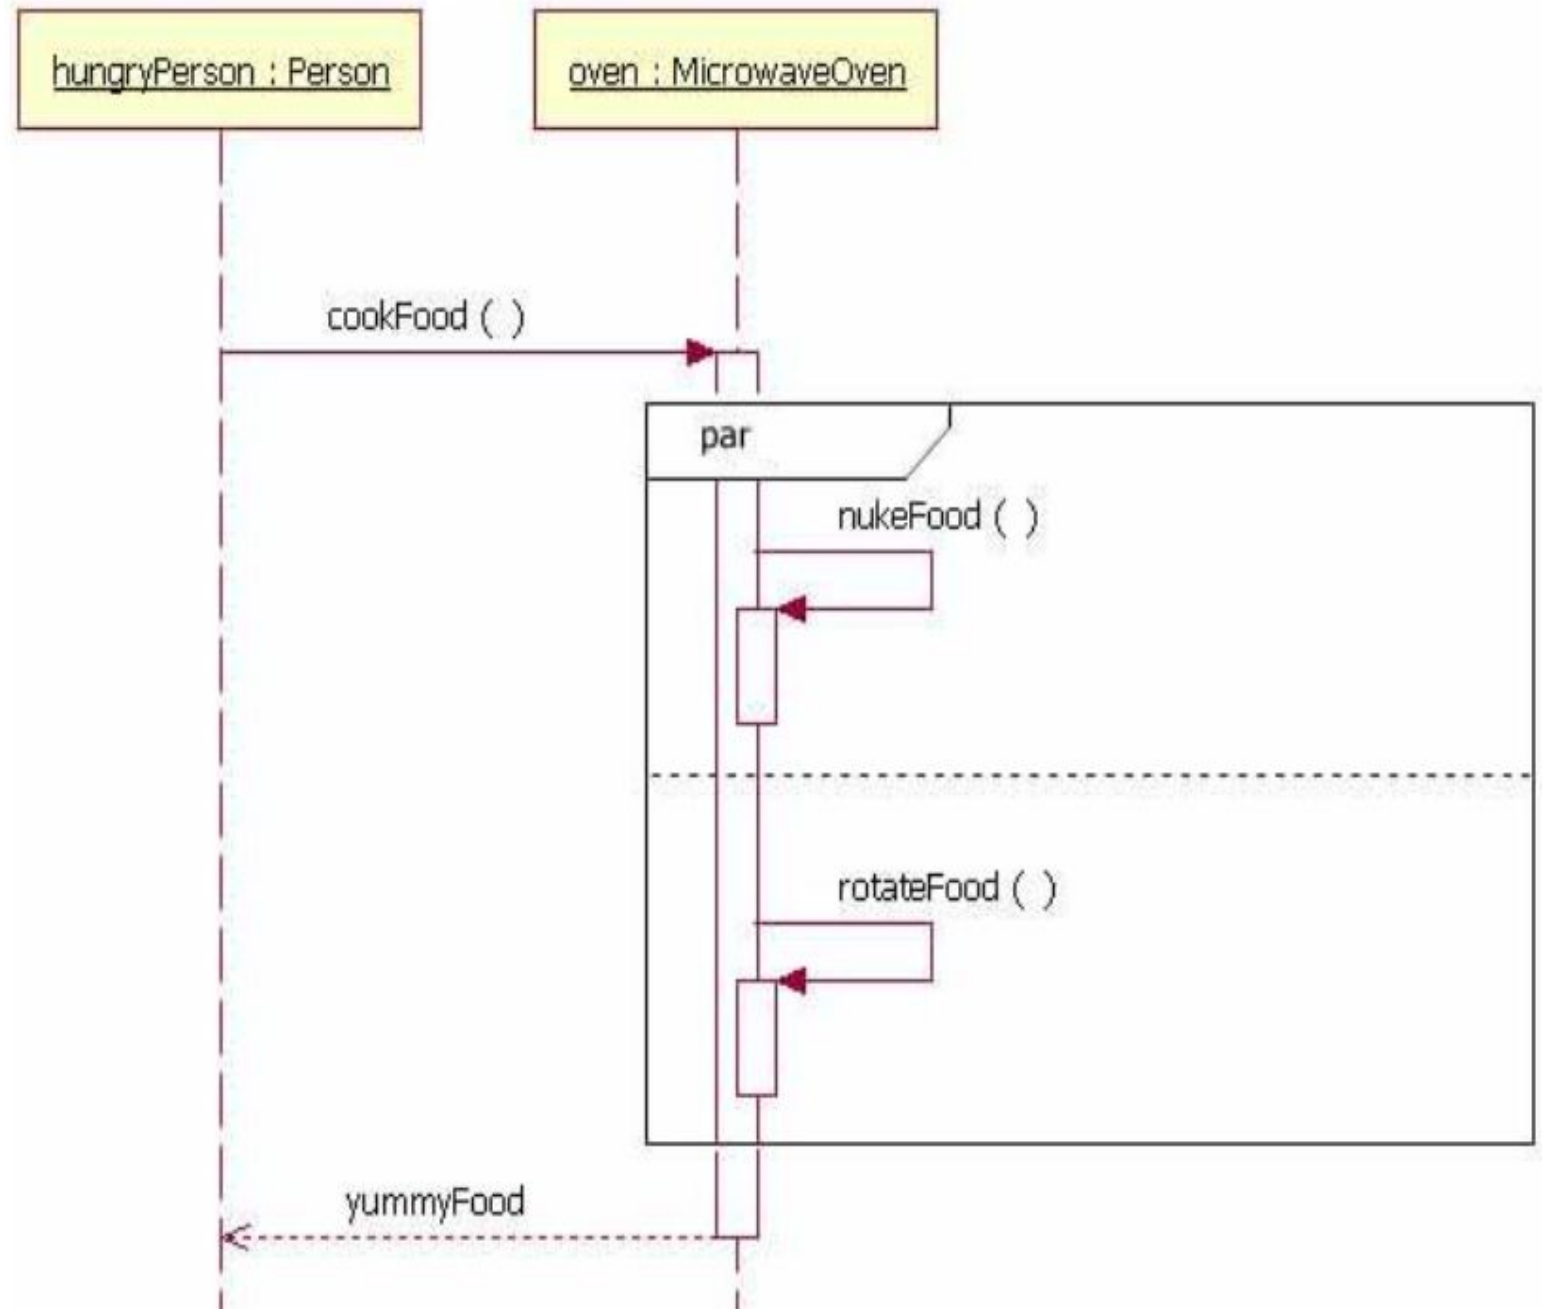 hungryPerson : Person
oven : MicrowaveOven
cookFood ( )
par
nukeFood ( )
rotateFood ( )
yummyFood